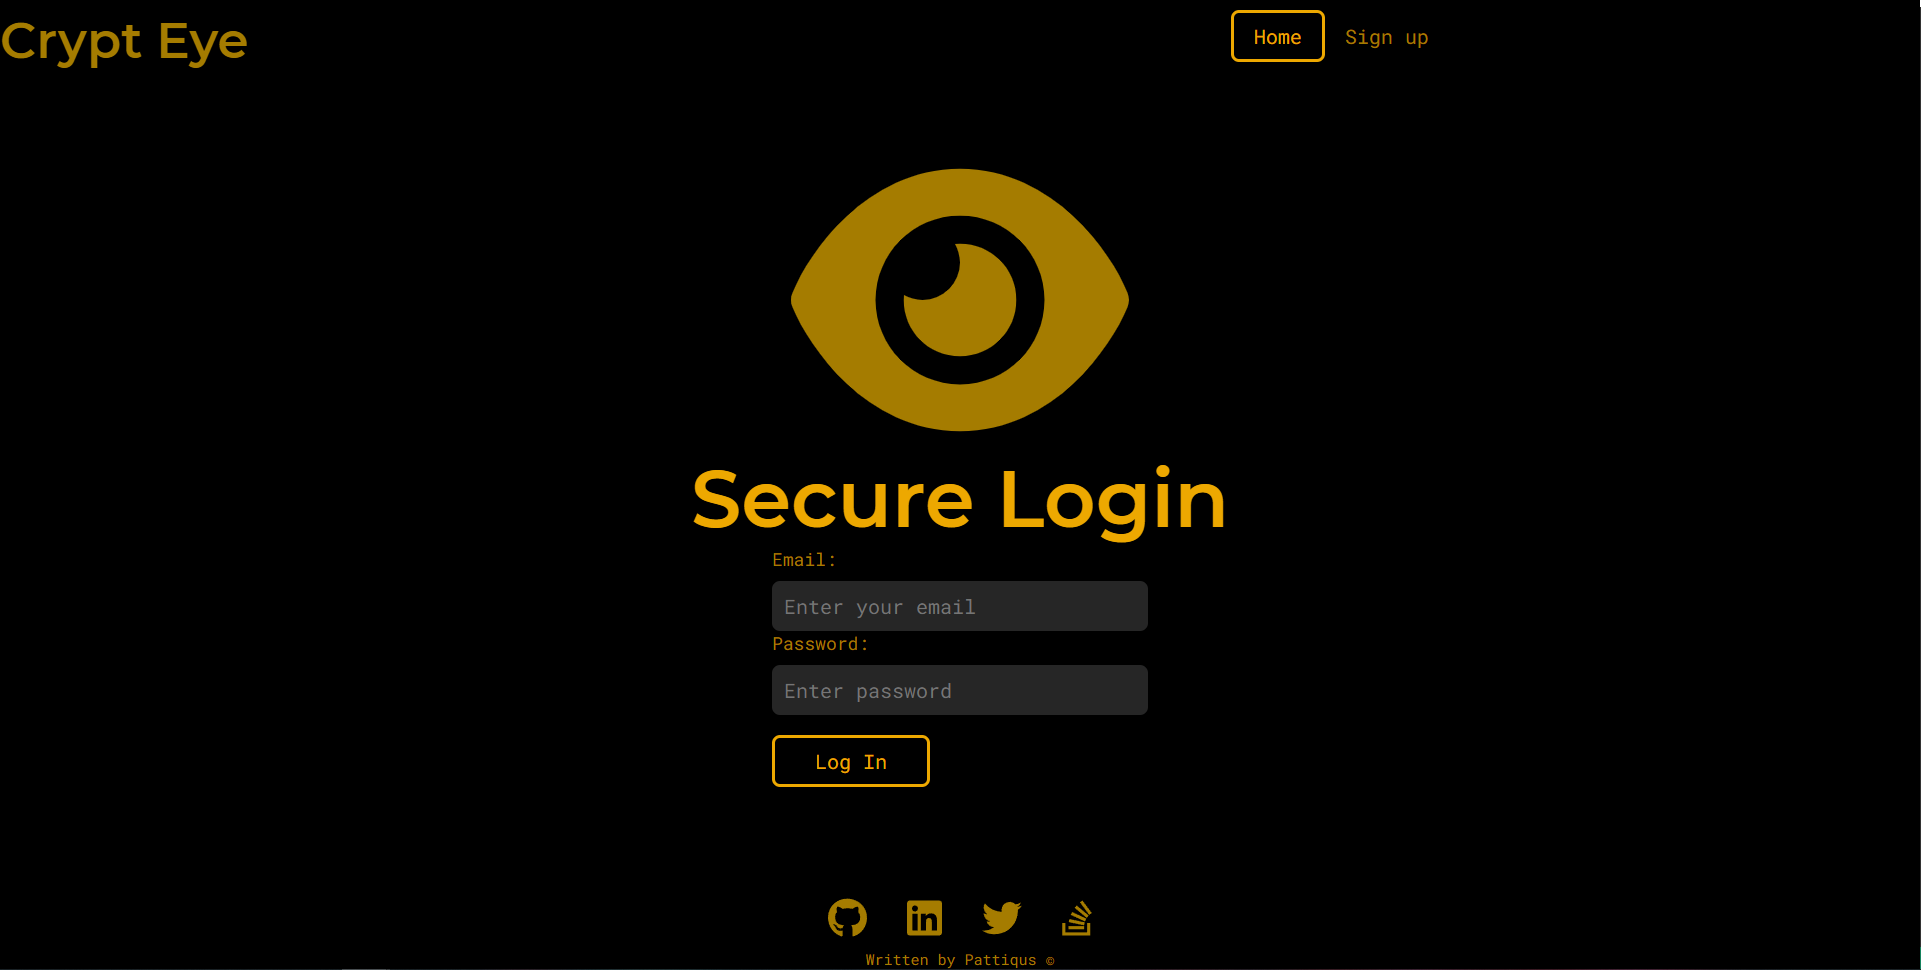 Crypt Eye
Home
Sign up
Secure Login
Email:
Enter your email
Password:
Enter password
Log In
in
Written by Pattiqus ©